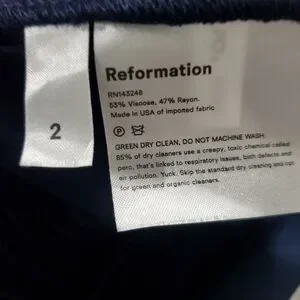 Reformation
RN143248
53% Viscose, 47% Rayon.
Made in USA of imported fabric
P
GREEN DRY CLEAN, DO NOT MACHINE WASH.
85% of dry cleaners use a creepy, toxic chemical called
perc, that's linked to respiratory issues, birth defects and
air pollution. Yuck. Skip the standard dry cleaning and opt
for green and organic cleaners.
2